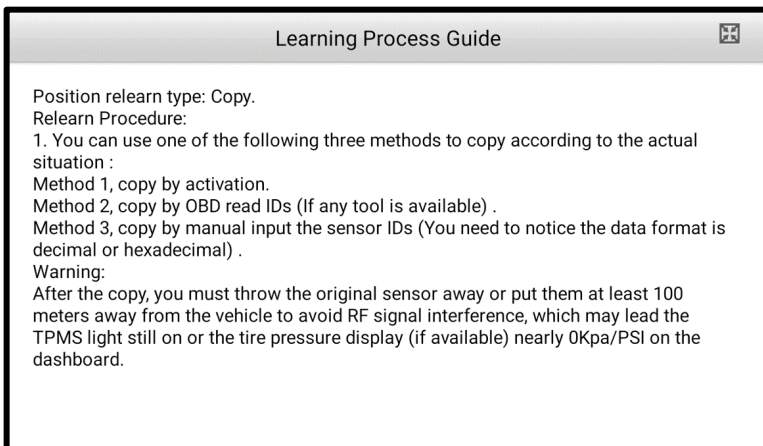 Learning Process Guide
Position relearn type: Copy.
Relearn Procedure:
1. You can use one of the following three methods to copy according to the actual
situation :
Method 1, copy by activation.
Method 2, copy by OBD read IDs (If any tool is available) .
Method 3, copy by manual input the sensor IDs (You need to notice the data format is
decimal or hexadecimal) .
Warning:
After the copy, you must throw the original sensor away or put them at least 100
meters away from the vehicle to avoid RF signal interference, which may lead the
TPMS light still on or the tire pressure display (if available) nearly 0Kpa/PSI on the
dashboard.